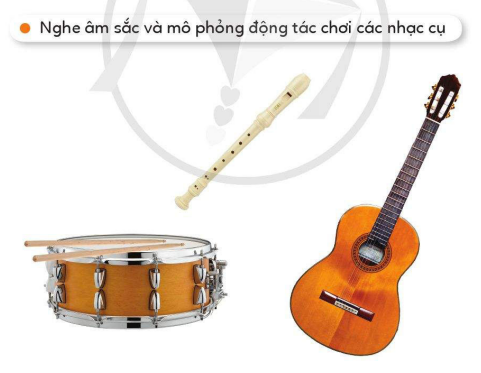 Nghe âm sắc và mô phỏng động tác chơi các nhạc cụ